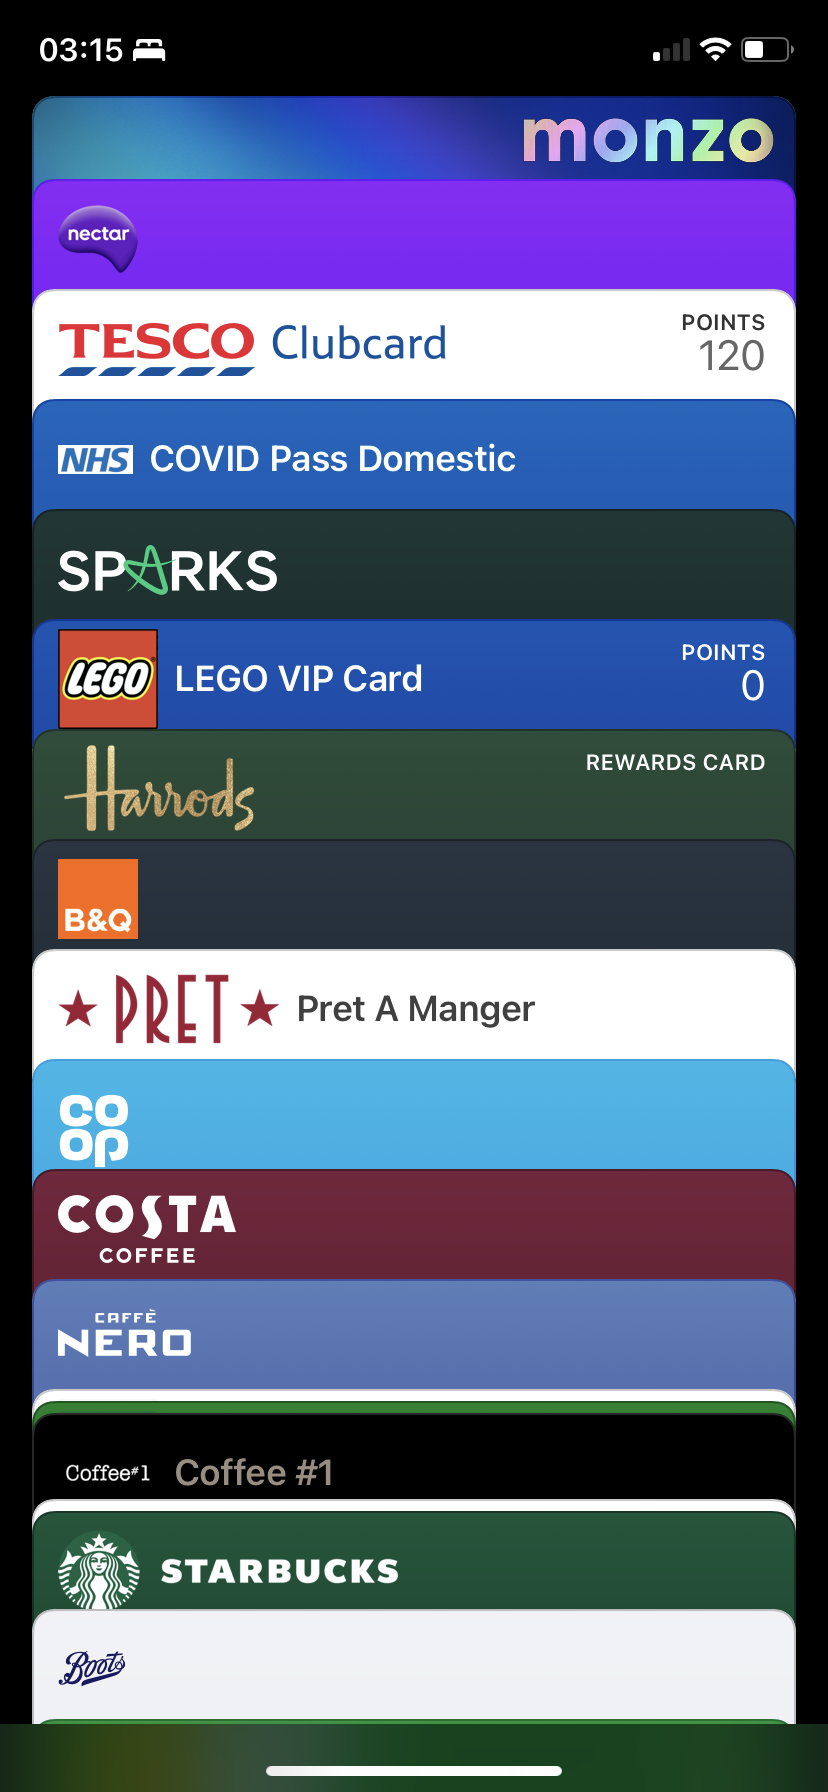 03:15
monzo
nectar
TESCO Clubcard
POINTS
120
NHS COVID Pass Domestic
SPARKS
LEGO LEGO VIP Card
POINTS
0
Harrods
REWARDS CARD
B&Q
PRET Pret A Manger
CO
OP
COSTA
COFFEE
CAFFÈ
NERO
Coffee#1 Coffee #1
STARBUCKS
Boots